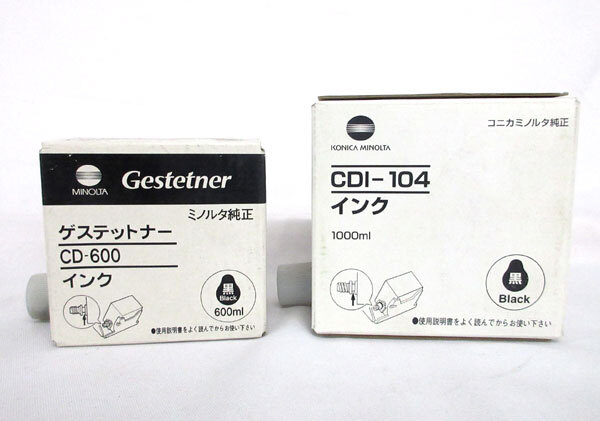 MINOLTA
Gestetner
ミノルタ純正
ゲステットナー
CD-600
インク
黒
Black
600ml
●使用説明書をよく読んでからお使い下さい
KONICA MINOLTA
コニカミノルタ純正
CDI-104
インク
1000ml
黒
Black
●使用説明書をよく読んでからお使い下さい